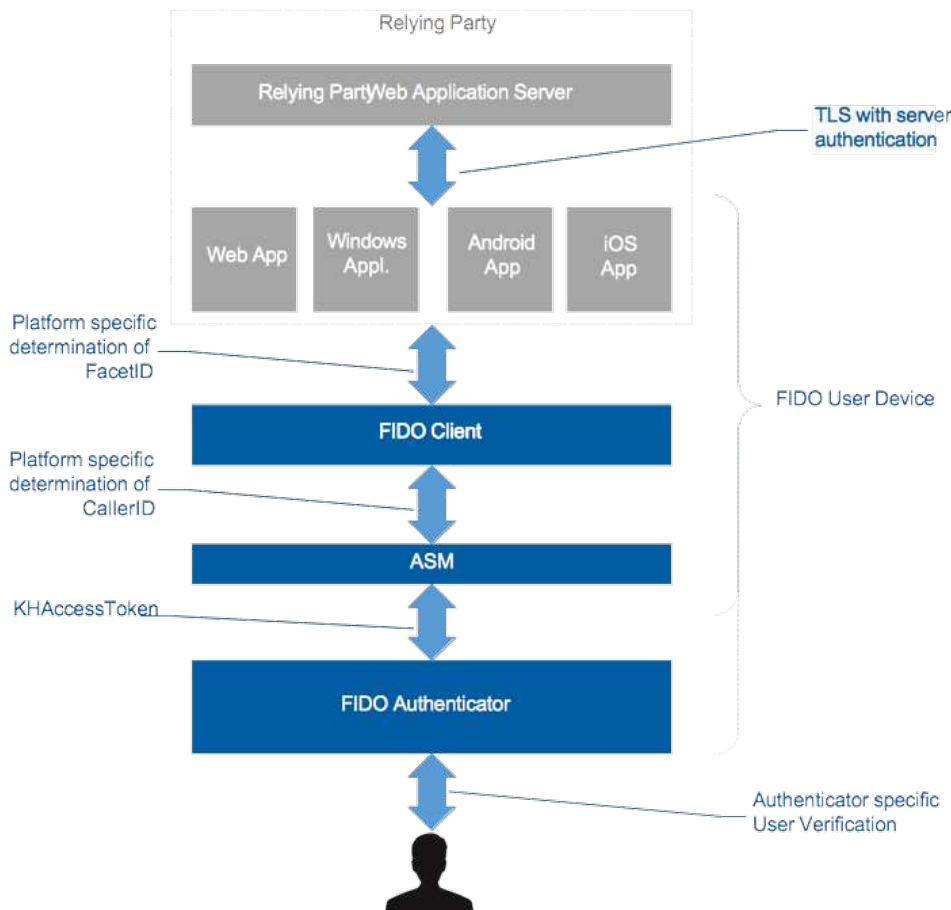 Relying Party
Relying PartyWeb Application Server
TLS with server
authentication
Web App
Windows
Appl.
Android
App
iOS
App
Platform specific
determination of
FacetID
FIDO User Device
FIDO Client
Platform specific
determination of
CallerID
ASM
KHAccessToken
FIDO Authenticator
Authenticator specific
User Verification